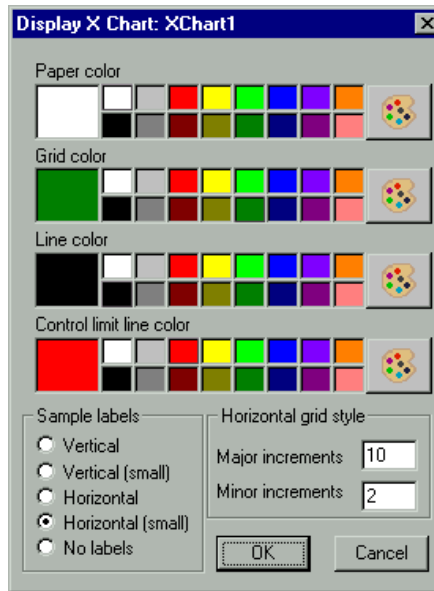 Display X Chart: XChart1
Paper color
Grid color
Line color
Control limit line color
Sample labels
Vertical
Vertical (small)
Horizontal
Horizontal (small)
No labels
Horizontal grid style
Major increments 10
Minor increments 2
OK Cancel